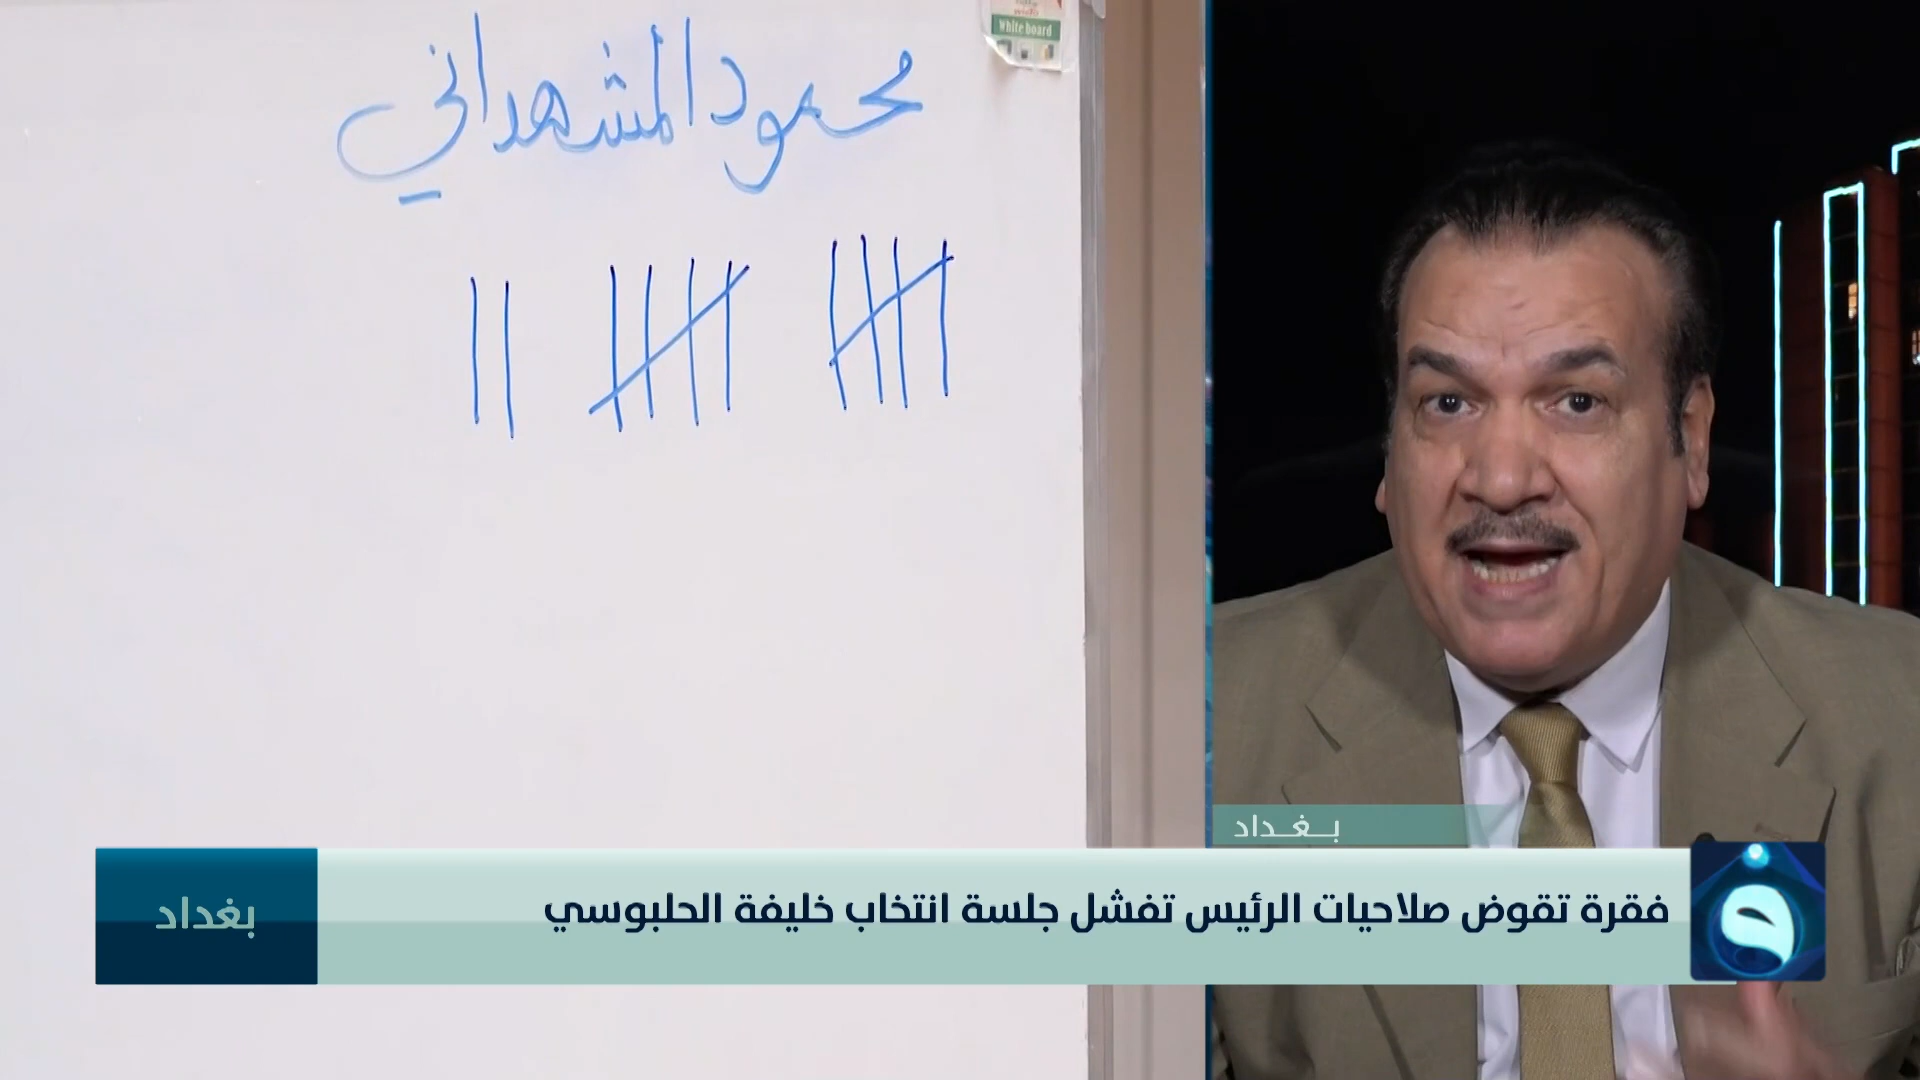 White board
محمود المشهداني
بغداد
فقرة تقوض صلاحيات الرئيس تفشل جلسة انتخاب خليفة الحلبوسي
بغداد